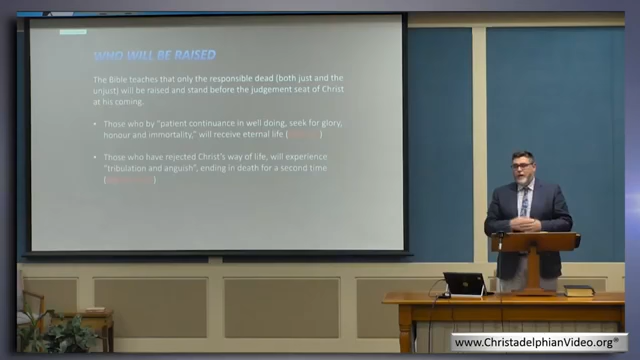 WHO WILL BE RAISED
The Bible teaches that only the responsible dead (both just and the
unjust) will be raised and stand before the judgement seat of Christ
at his coming.
• Those who by "patient continuance in well doing, seek for glory,
honour and immortality," will receive eternal life (
)
• Those who have rejected Christ's way of life, will experience
"tribulation and anguish", ending in death for a second time
(
)
www.ChristadelphianVideo.org®